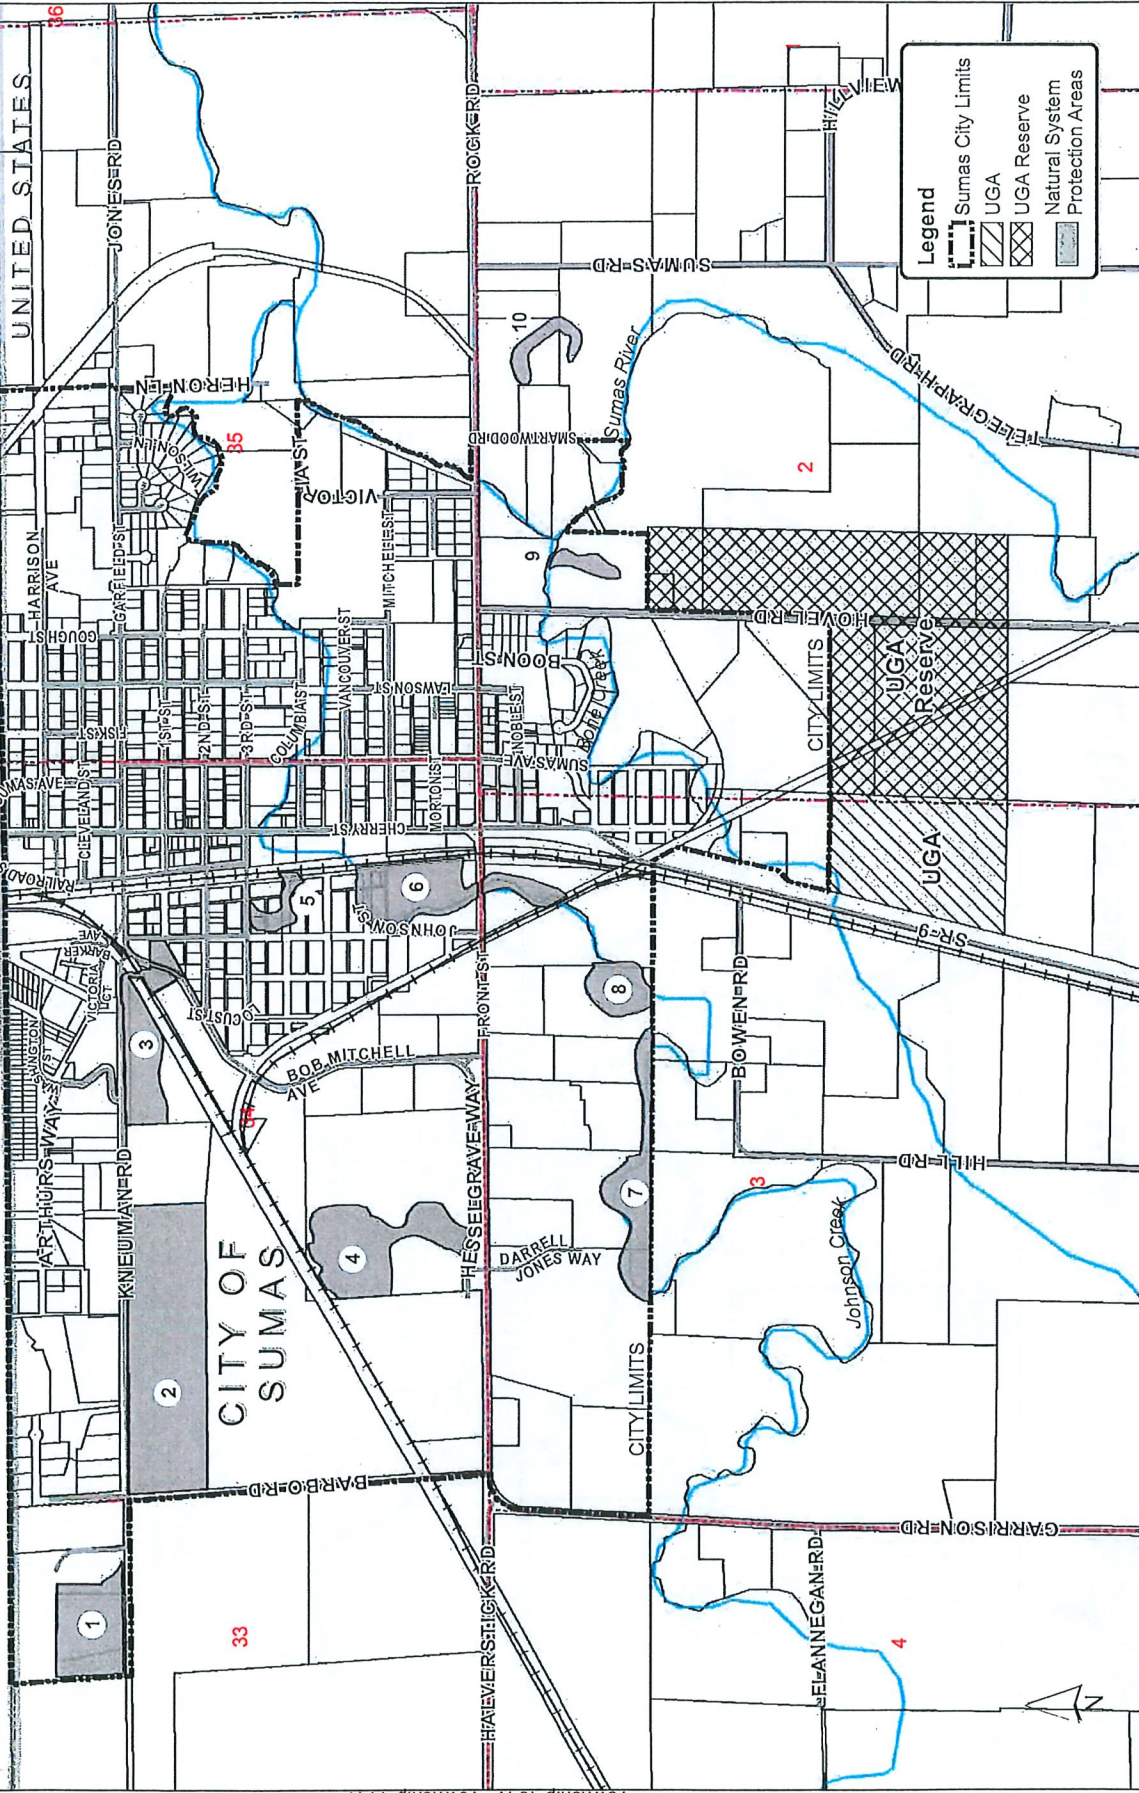 UNITED STATES
36
JONES RD
HARRISON
AVE
GARFIELD ST
GOUGH ST
HERON LN
WILSON LN
35
A ST
VICTOR
MITCHELL ST
ROCK RD
SUMAS RD
HILLVIEW
TELEGRAPH RD
SMARTWOOD RD
Sumas River
10
9
2
HOVEL RD
BOON ST
Bone Creek
SUMAS AVE
NOBLE ST
LAWSON ST
VANCOUVER ST
MORTON ST
CHERRY ST
COLUMBIA ST
3RD ST
2ND ST
1ST ST
FISK ST
CLEVELAND ST
RAILROAD
CITY LIMITS
UGA
Reserve
UGA
SR-9
5
6
JOHNSON ST
FRONT ST
LOCUST ST
BARKER
AVE
VICTORIA
CT
BOB MITCHELL
AVE
3
34
8
BOWEN RD
HILL RD
7
3
Johnson Creek
ARTHURS WAY
KNEUMAN RD
HESSELGRAVE WAY
DARRELL
JONES WAY
4
2
CITY OF
SUMAS
CITY LIMITS
BARBO RD
GARRISON RD
HALVERSTICK RD
FLANNEGAN RD
1
33
4
N
Legend
Sumas City Limits
UGA
UGA Reserve
Natural System
Protection Areas